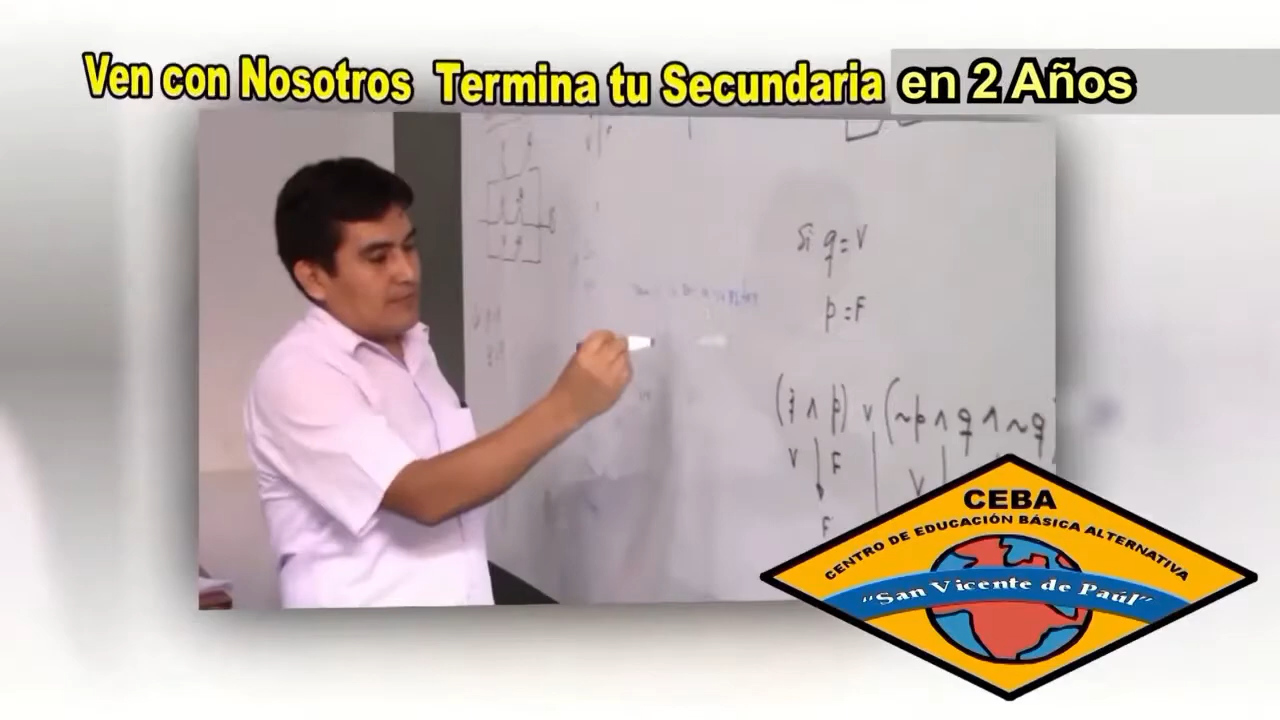 Ven con Nosotros Termina tu Secundaria en 2 Años
Si q = V
p = F
p) v (~p ∧ q ∧ ~q
V F
V
F
CEBA
CENTRO DE EDUCACIÓN BÁSICA ALTERNATIVA
"San Vicente de Paúl"